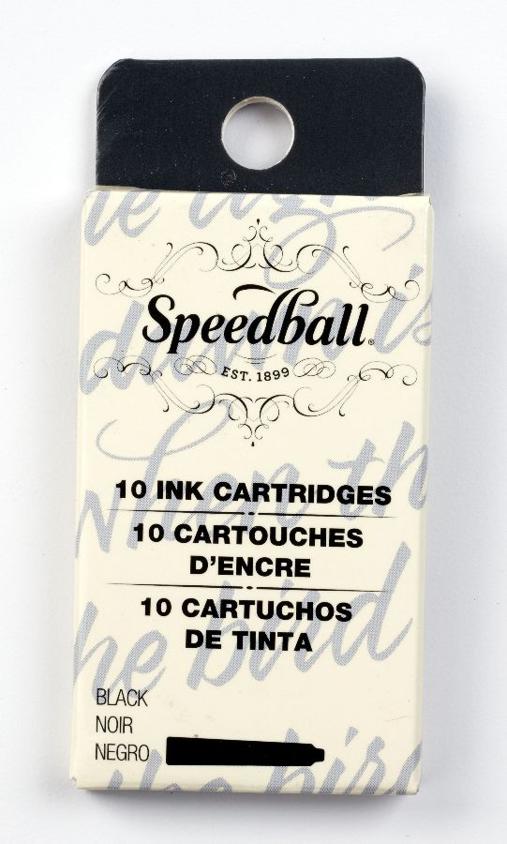 Speedball®
EST. 1899
10 INK CARTRIDGES
10 CARTOUCHES
D'ENCRE
10 CARTUCHOS
DE TINTA
BLACK
NOIR
NEGRO